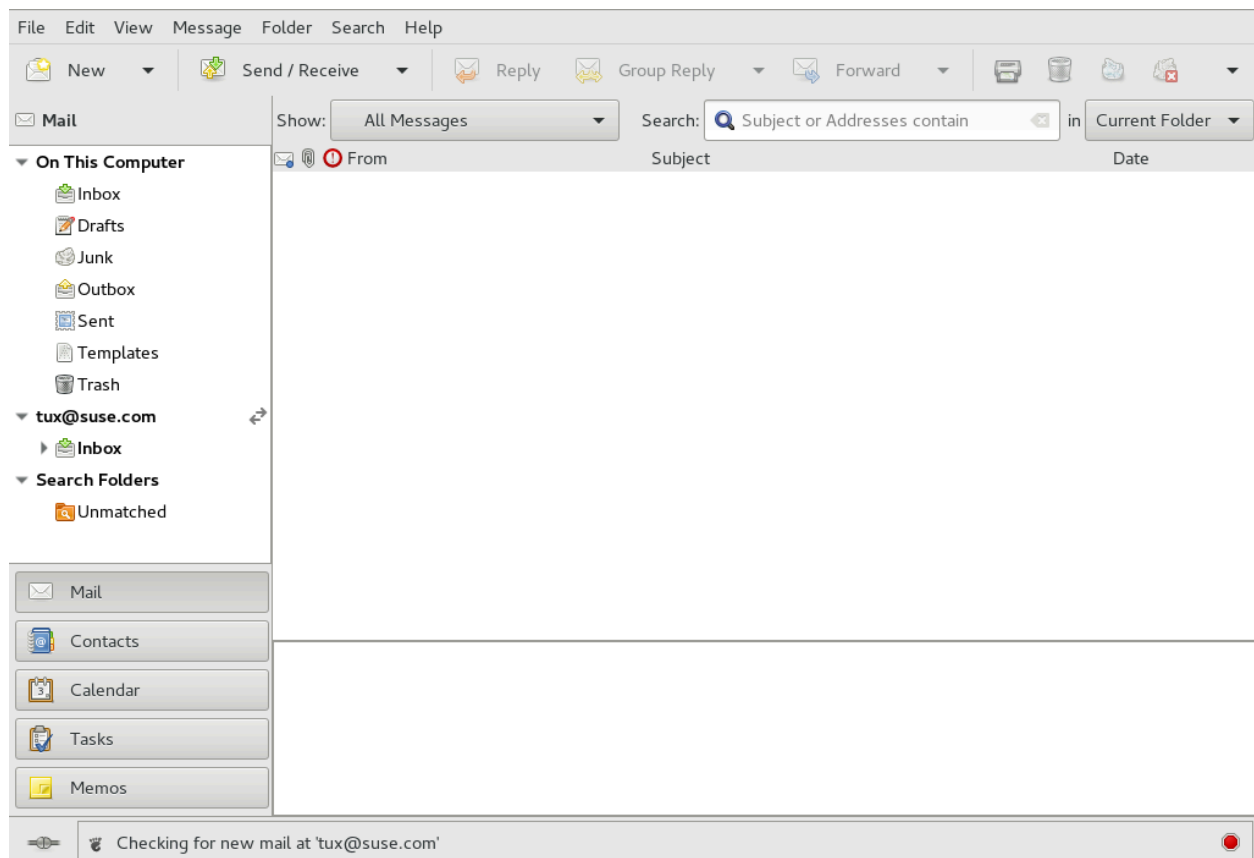 File Edit View Message Folder Search Help
New Send / Receive Reply Group Reply Forward
Mail Show: All Messages Search: Subject or Addresses contain in Current Folder
On This Computer From Subject Date
Inbox
Drafts
Junk
Outbox
Sent
Templates
Trash
tux@suse.com
Inbox
Search Folders
Unmatched
Mail
Contacts
Calendar
Tasks
Memos
Checking for new mail at 'tux@suse.com'